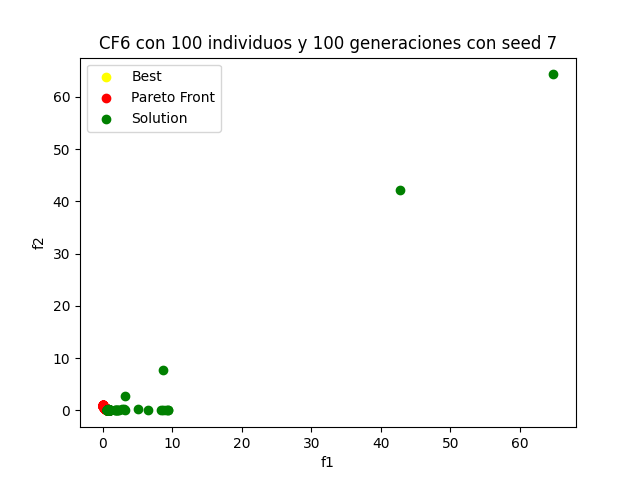 CF6 con 100 individuos y 100 generaciones con seed 7
Best
Pareto Front
Solution
60
50
40
30
20
10
0
f2
0 10 20 30 40 50 60
f1